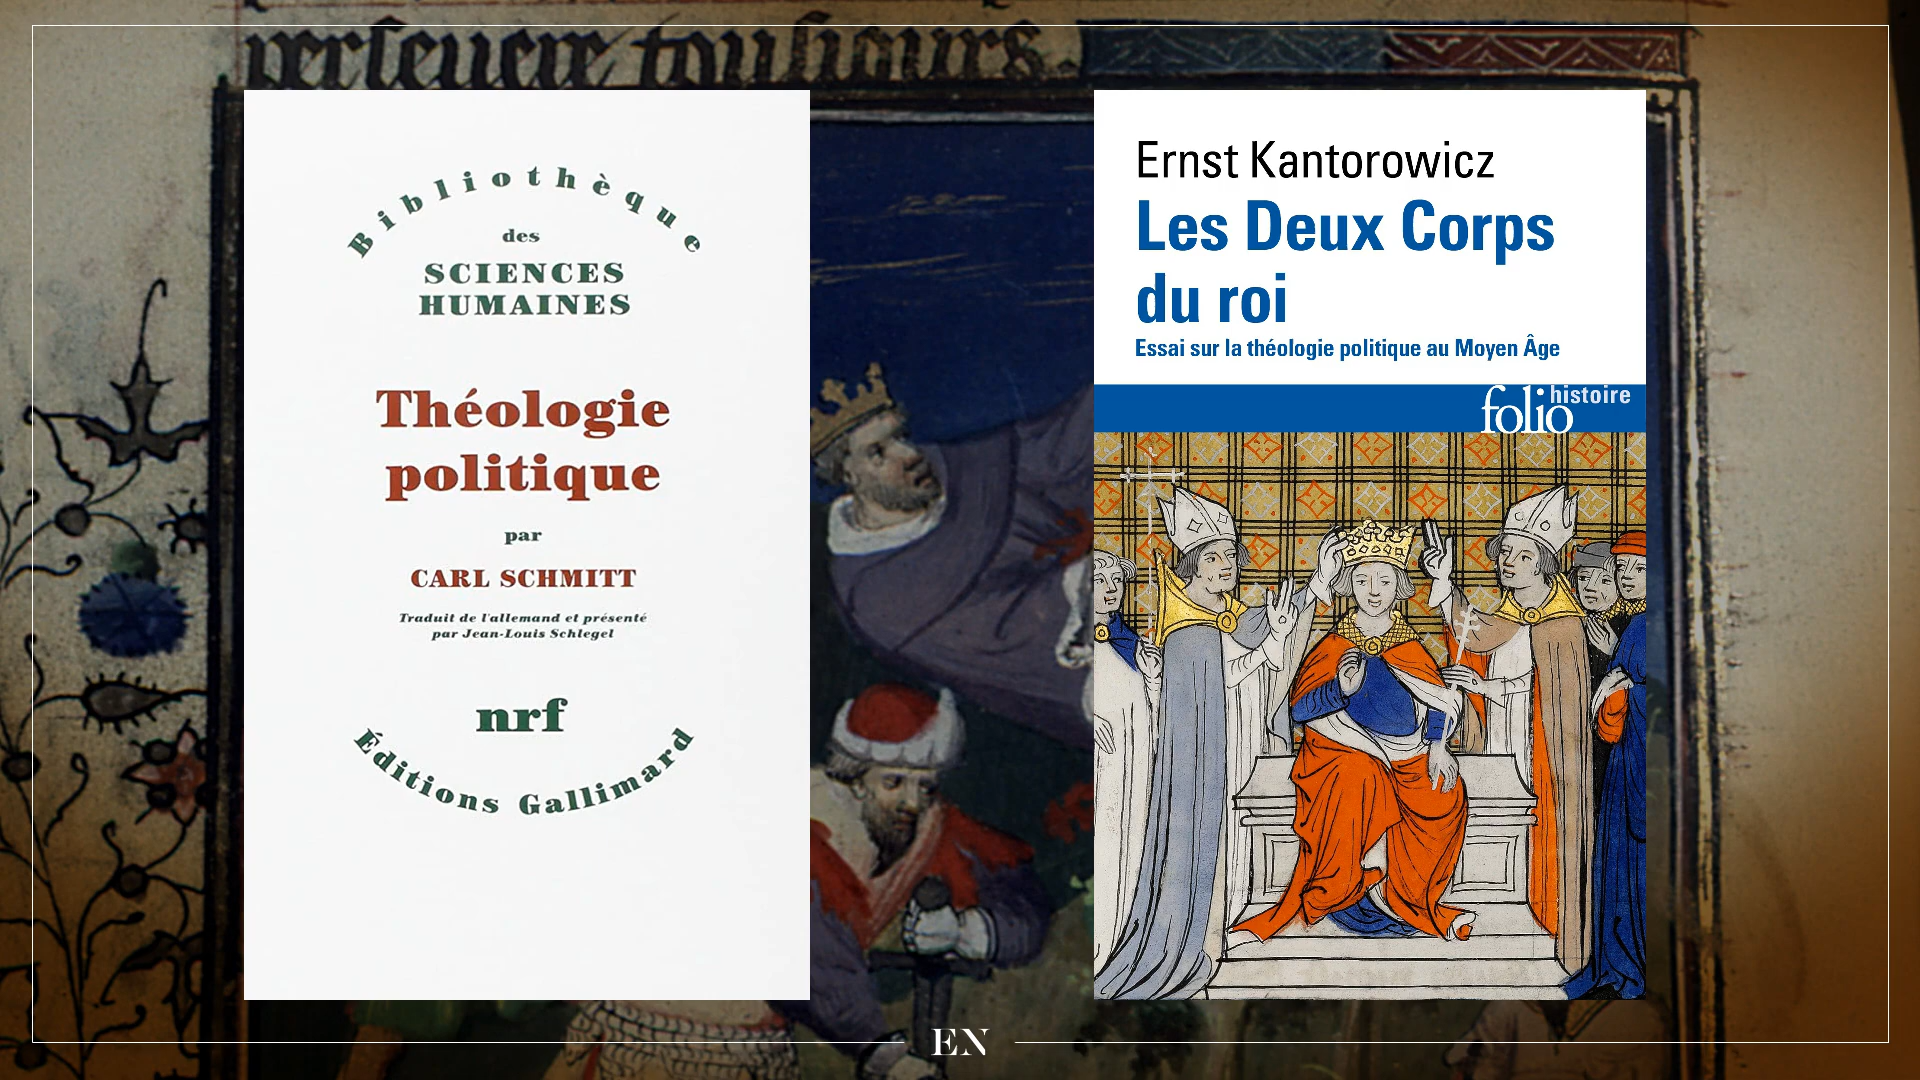 persevere tousiours.
Bibliothèque
des
SCIENCES
HUMAINES
Théologie
politique
par
CARL SCHMITT
Traduit de l'allemand et présenté
par Jean-Louis Schlegel
nrf
Éditions Gallimard
Ernst Kantorowicz
Les Deux Corps
du roi
Essai sur la théologie politique au Moyen Âge
folio histoire
EN